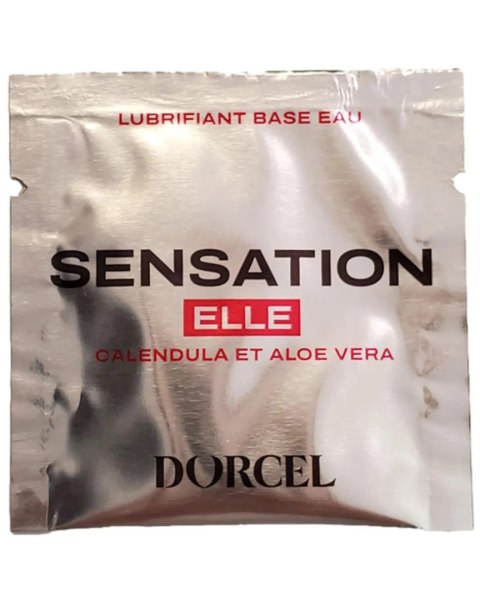 LUBRIFIANT BASE EAU
SENSATION
ELLE
CALENDULA ET ALOE VERA
DORCEL